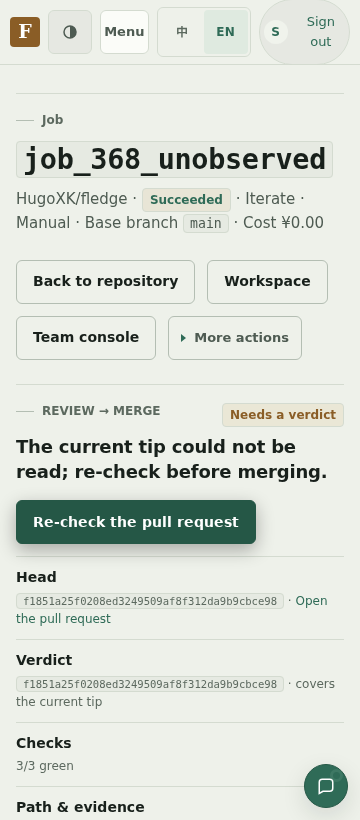 F
Menu
中
EN
S
Sign
out
Job
job_368_unobserved
HugoXK/fledge · Succeeded · Iterate ·
Manual · Base branch main · Cost ¥0.00
Back to repository
Workspace
Team console
More actions
REVIEW → MERGE
Needs a verdict
The current tip could not be
read; re-check before merging.
Re-check the pull request
Head
f1851a25f0208ed3249509af8f312da9b9cbce98 · Open
the pull request
Verdict
f1851a25f0208ed3249509af8f312da9b9cbce98 · covers
the current tip
Checks
3/3 green
Path & evidence